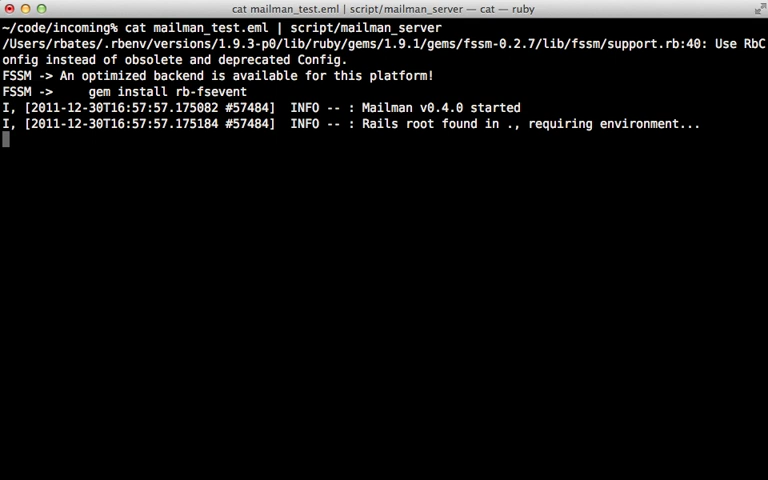 cat mailman_test.eml | script/mailman_server — cat — ruby
~/code/incoming% cat mailman_test.eml | script/mailman_server
/Users/rbates/.rbenv/versions/1.9.3-p0/lib/ruby/gems/1.9.1/gems/fssm-0.2.7/lib/fssm/support.rb:40: Use RbC
onfig instead of obsolete and deprecated Config.
FSSM -> An optimized backend is available for this platform!
FSSM ->     gem install rb-fsevent
I, [2011-12-30T16:57:57.175082 #57484]  INFO -- : Mailman v0.4.0 started
I, [2011-12-30T16:57:57.175184 #57484]  INFO -- : Rails root found in ., requiring environment...